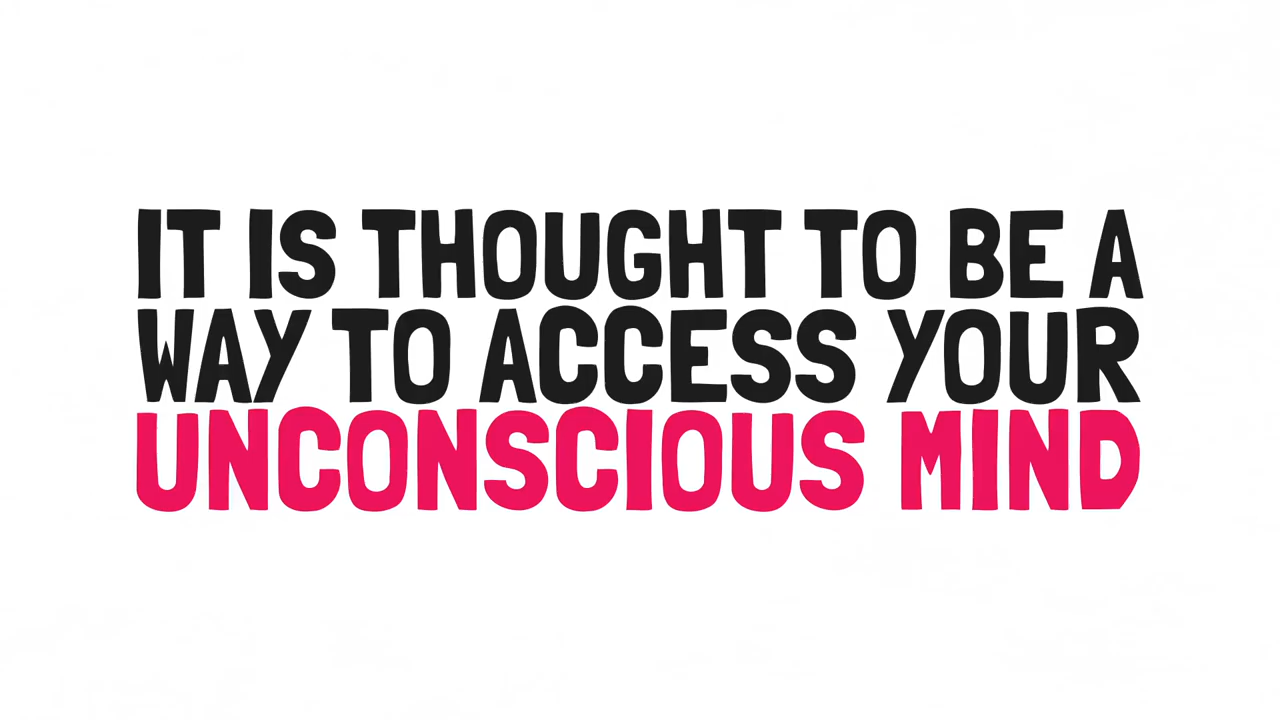 IT IS THOUGHT TO BE A
WAY TO ACCESS YOUR
UNCONSCIOUS MIND